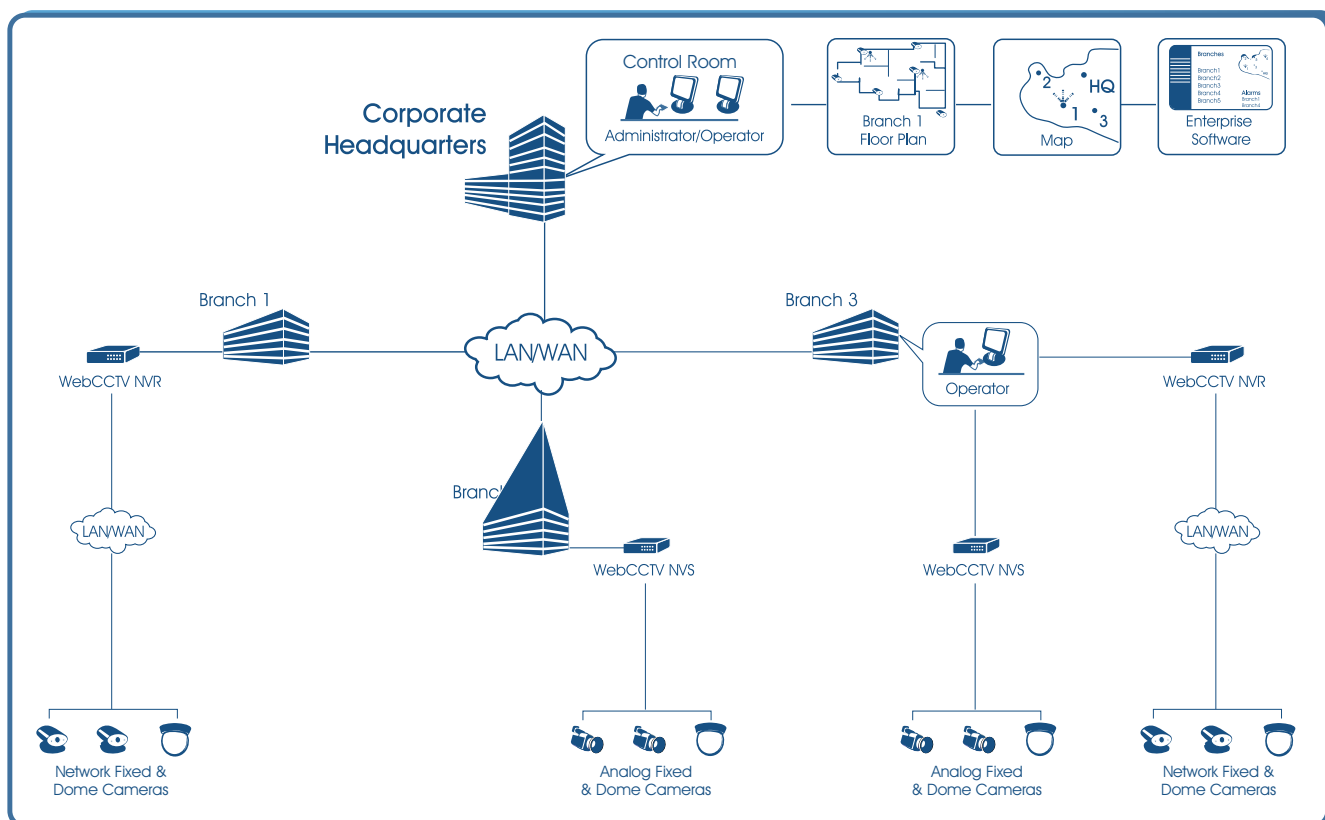 Control Room
Administrator/Operator
Branch 1
Floor Plan
2
HQ
1
3
Map
Branches
Branch1
Branch2
Branch3
Branch4
Branch5
Alarms
Branch1
Branch4
Enterprise
Software
Corporate
Headquarters
Branch 1
Branch 3
LAN/WAN
WebCCTV NVR
Operator
WebCCTV NVR
Branch
LAN/WAN
LAN/WAN
WebCCTV NVS
WebCCTV NVS
Network Fixed &
Dome Cameras
Analog Fixed
& Dome Cameras
Analog Fixed
& Dome Cameras
Network Fixed &
Dome Cameras